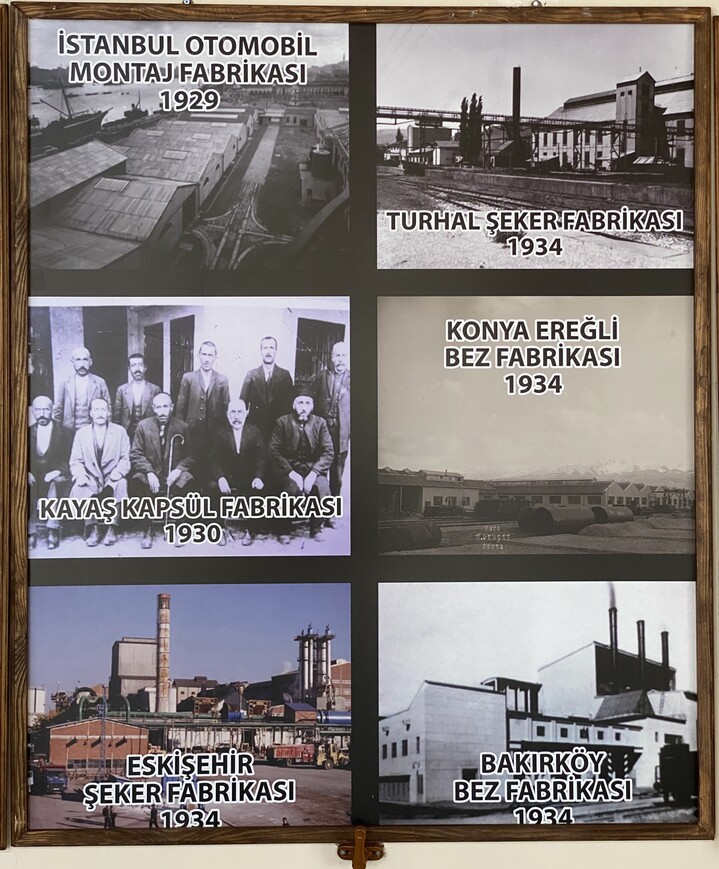 İSTANBUL OTOMOBİL
MONTAJ FABRİKASI
1929
TURHAL ŞEKER FABRİKASI
1934
KAYAŞ KAPSÜL FABRİKASI
1930
KONYA EREĞLİ
BEZ FABRİKASI
1934
ESKİŞEHİR
ŞEKER FABRİKASI
1934
BAKIRKÖY
BEZ FABRİKASI
1934